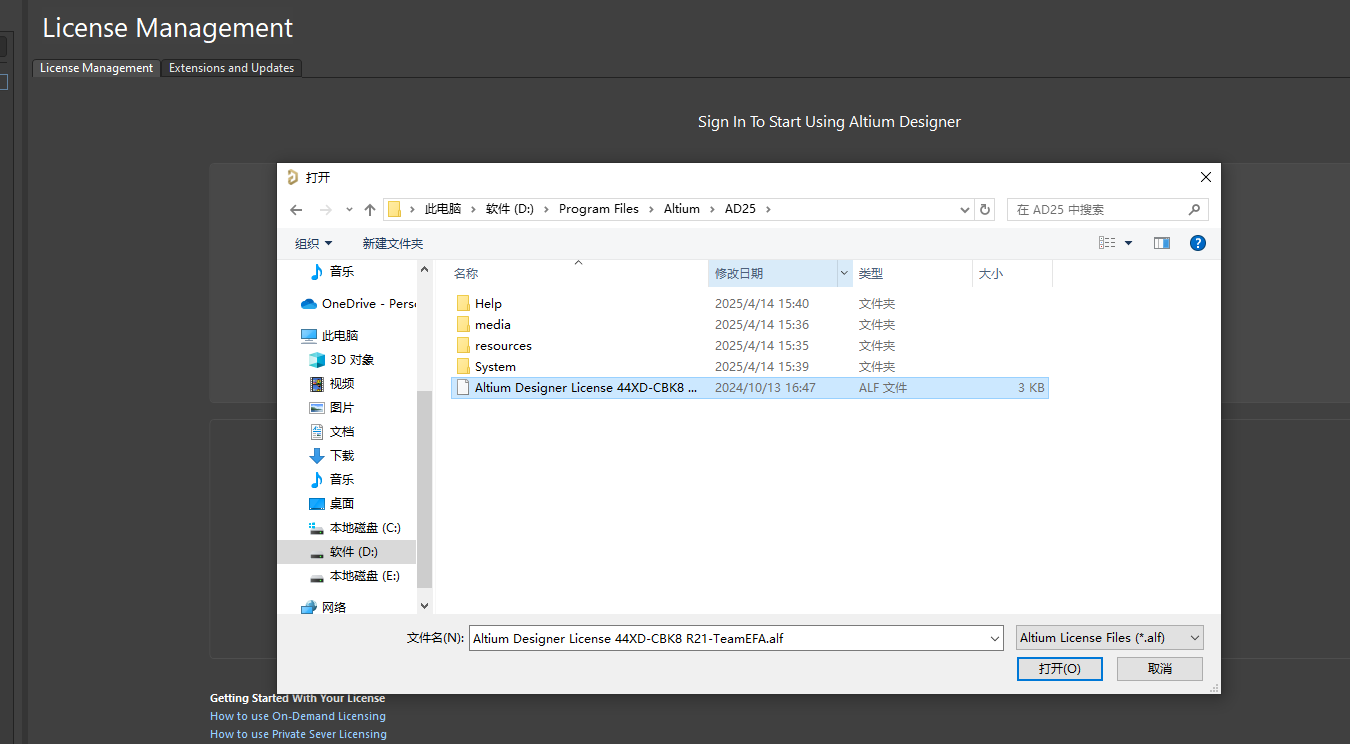 License Management
License Management Extensions and Updates
Sign In To Start Using Altium Designer
打开
此电脑 软件 (D:) Program Files Altium AD25 在 AD25 中搜索
组织 新建文件夹
音乐
OneDrive - Pers
此电脑
3D 对象
视频
图片
文档
下载
音乐
桌面
本地磁盘 (C:)
软件 (D:)
本地磁盘 (E:)
网络
名称 修改日期 类型 大小
Help 2025/4/14 15:40 文件夹
media 2025/4/14 15:36 文件夹
resources 2025/4/14 15:35 文件夹
System 2025/4/14 15:39 文件夹
Altium Designer License 44XD-CBK8 ... 2024/10/13 16:47 ALF 文件 3 KB
文件名(N): Altium Designer License 44XD-CBK8 R21-TeamEFA.alf Altium License Files (*.alf)
打开(O) 取消
Getting Started With Your License
How to use On-Demand Licensing
How to use Private Sever Licensing